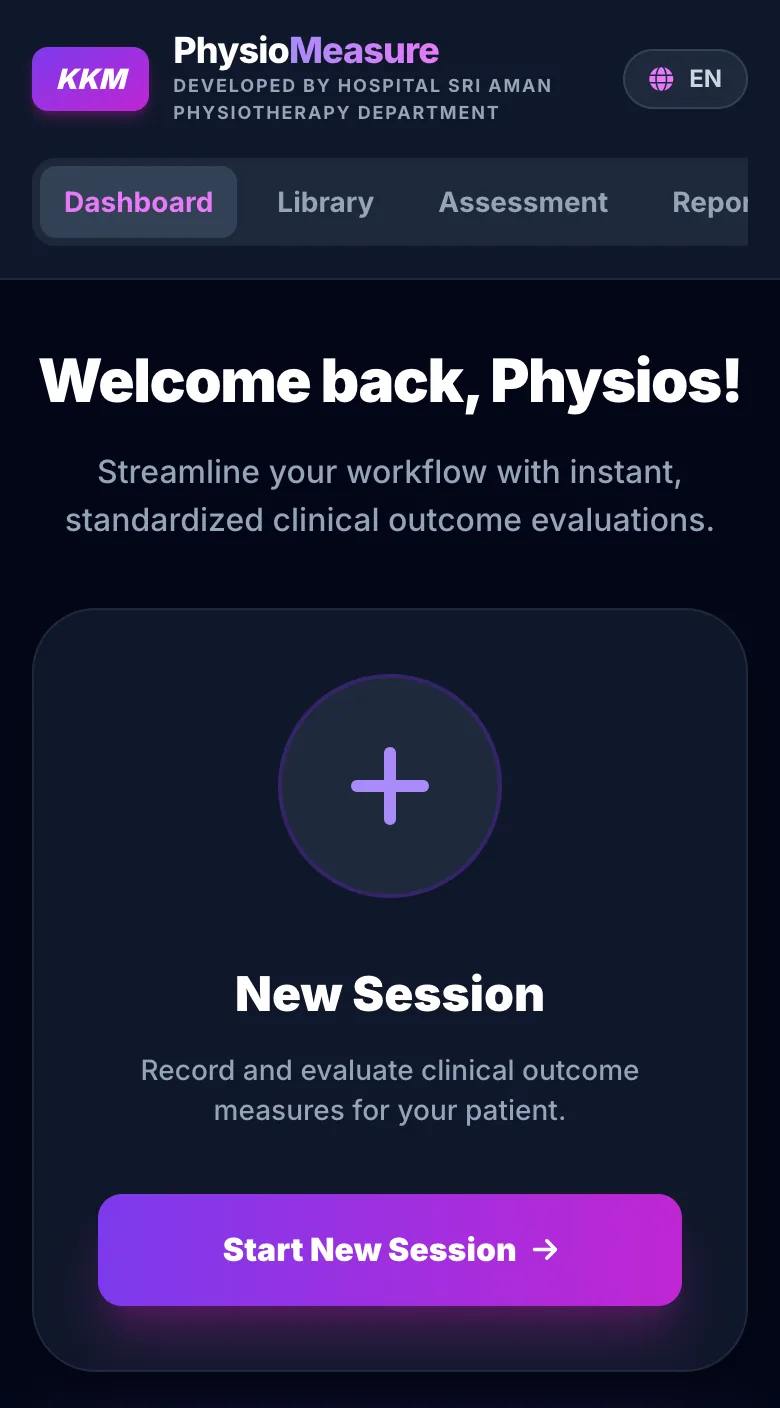 KKM
PhysioMeasure
DEVELOPED BY HOSPITAL SRI AMAN
PHYSIOTHERAPY DEPARTMENT
EN
Dashboard Library Assessment Repor
Welcome back, Physios!
Streamline your workflow with instant,
standardized clinical outcome evaluations.
New Session
Record and evaluate clinical outcome
measures for your patient.
Start New Session →